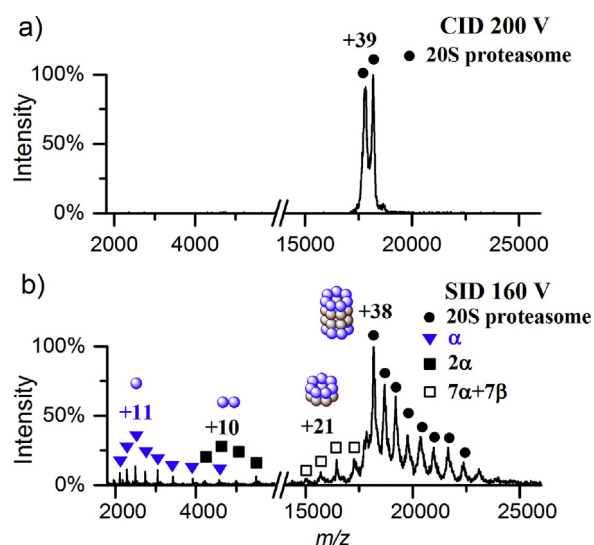 a)
CID 200 V
+39
● 20S proteasome
100%
50%
0%
Intensity
2000 4000 15000 20000 25000
b)
SID 160 V
+38
● 20S proteasome
▼ α
■ 2α
□ 7α+7β
100%
50%
0%
Intensity
+11
+10
+21
2000 4000 15000 20000 25000
m/z